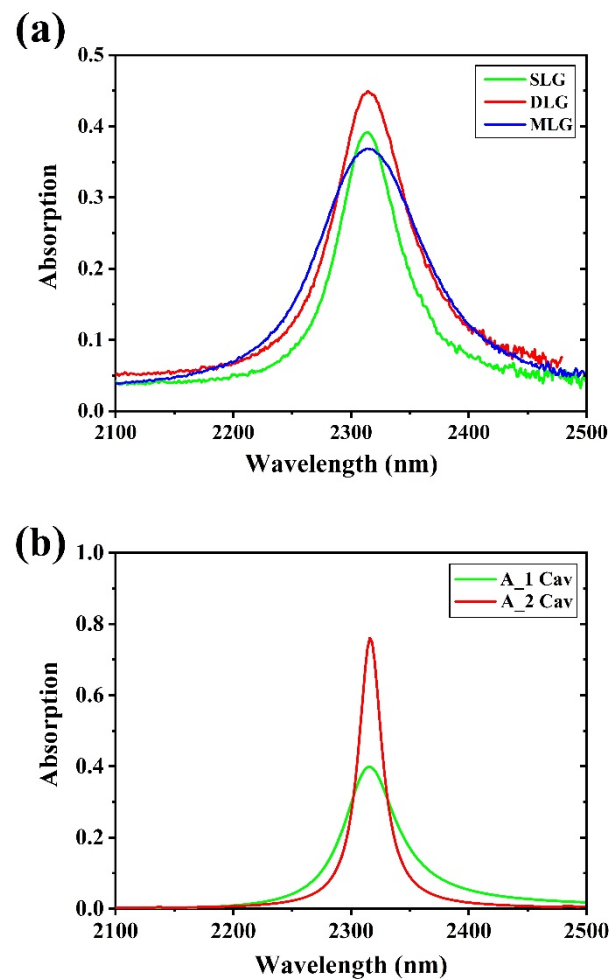 (a)
0.5
0.4
0.3
0.2
0.1
0.0
Absorption
SLG
DLG
MLG
2100 2200 2300 2400 2500
Wavelength (nm)
(b)
1.0
0.8
0.6
0.4
0.2
0.0
Absorption
A_1 Cav
A_2 Cav
2100 2200 2300 2400 2500
Wavelength (nm)